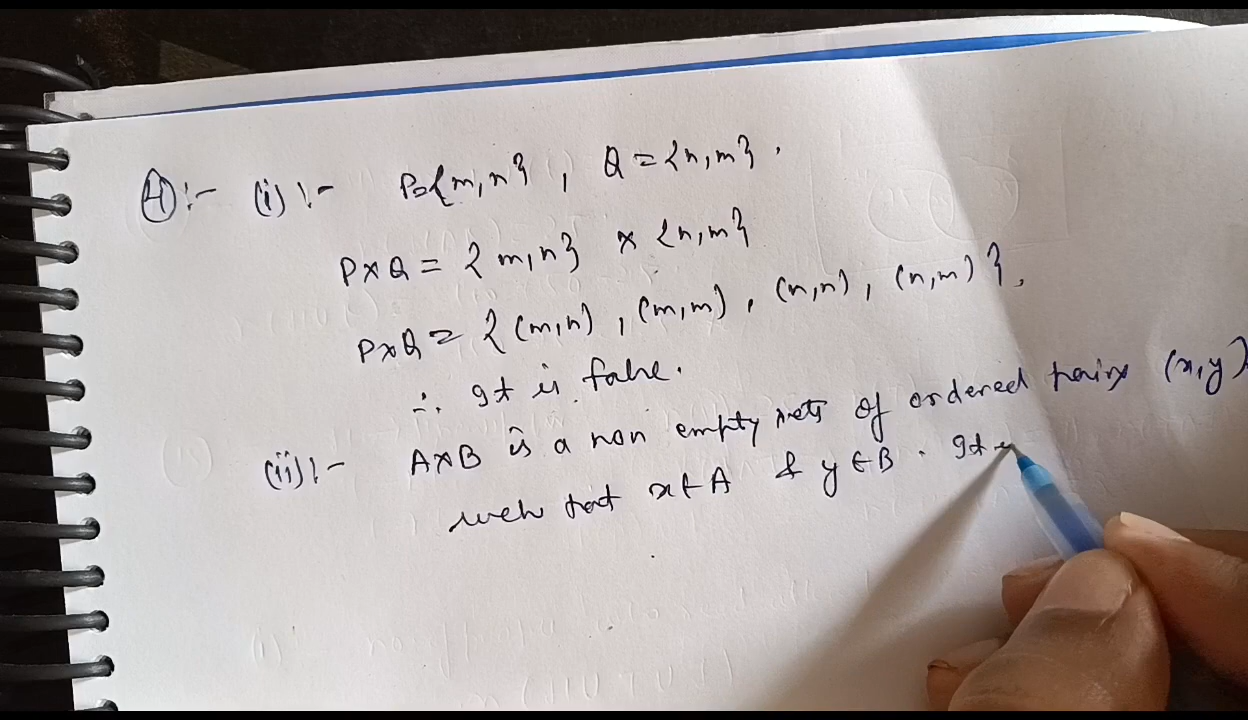 ④:- (i) :- P={m,n} , Q = {n,m} .
P×Q = {m,n} × {n,m}
P×Q = {(m,n) , (m,m) , (n,n) , (n,m)} .
∴ It is false.
(ii) :- A×B is a non empty sets of ordered pairs (x,y)
such that x∈A & y∈B . It